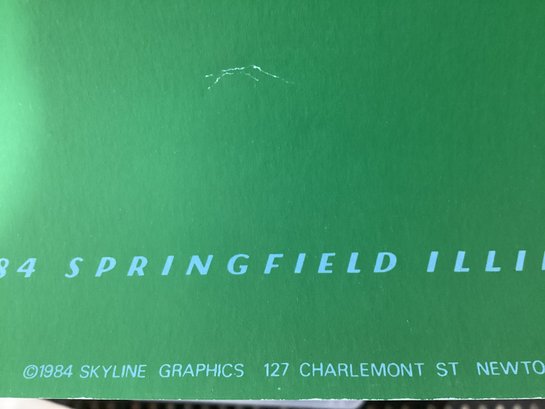 84 SPRINGFIELD ILLI
©1984 SKYLINE GRAPHICS 127 CHARLEMONT ST NEWTO